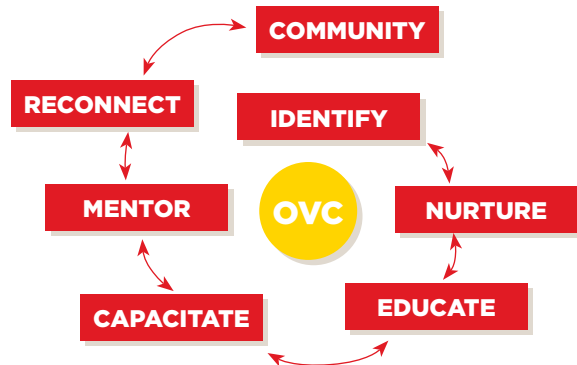 COMMUNITY
RECONNECT
IDENTIFY
MENTOR
OVC
NURTURE
CAPACITATE
EDUCATE